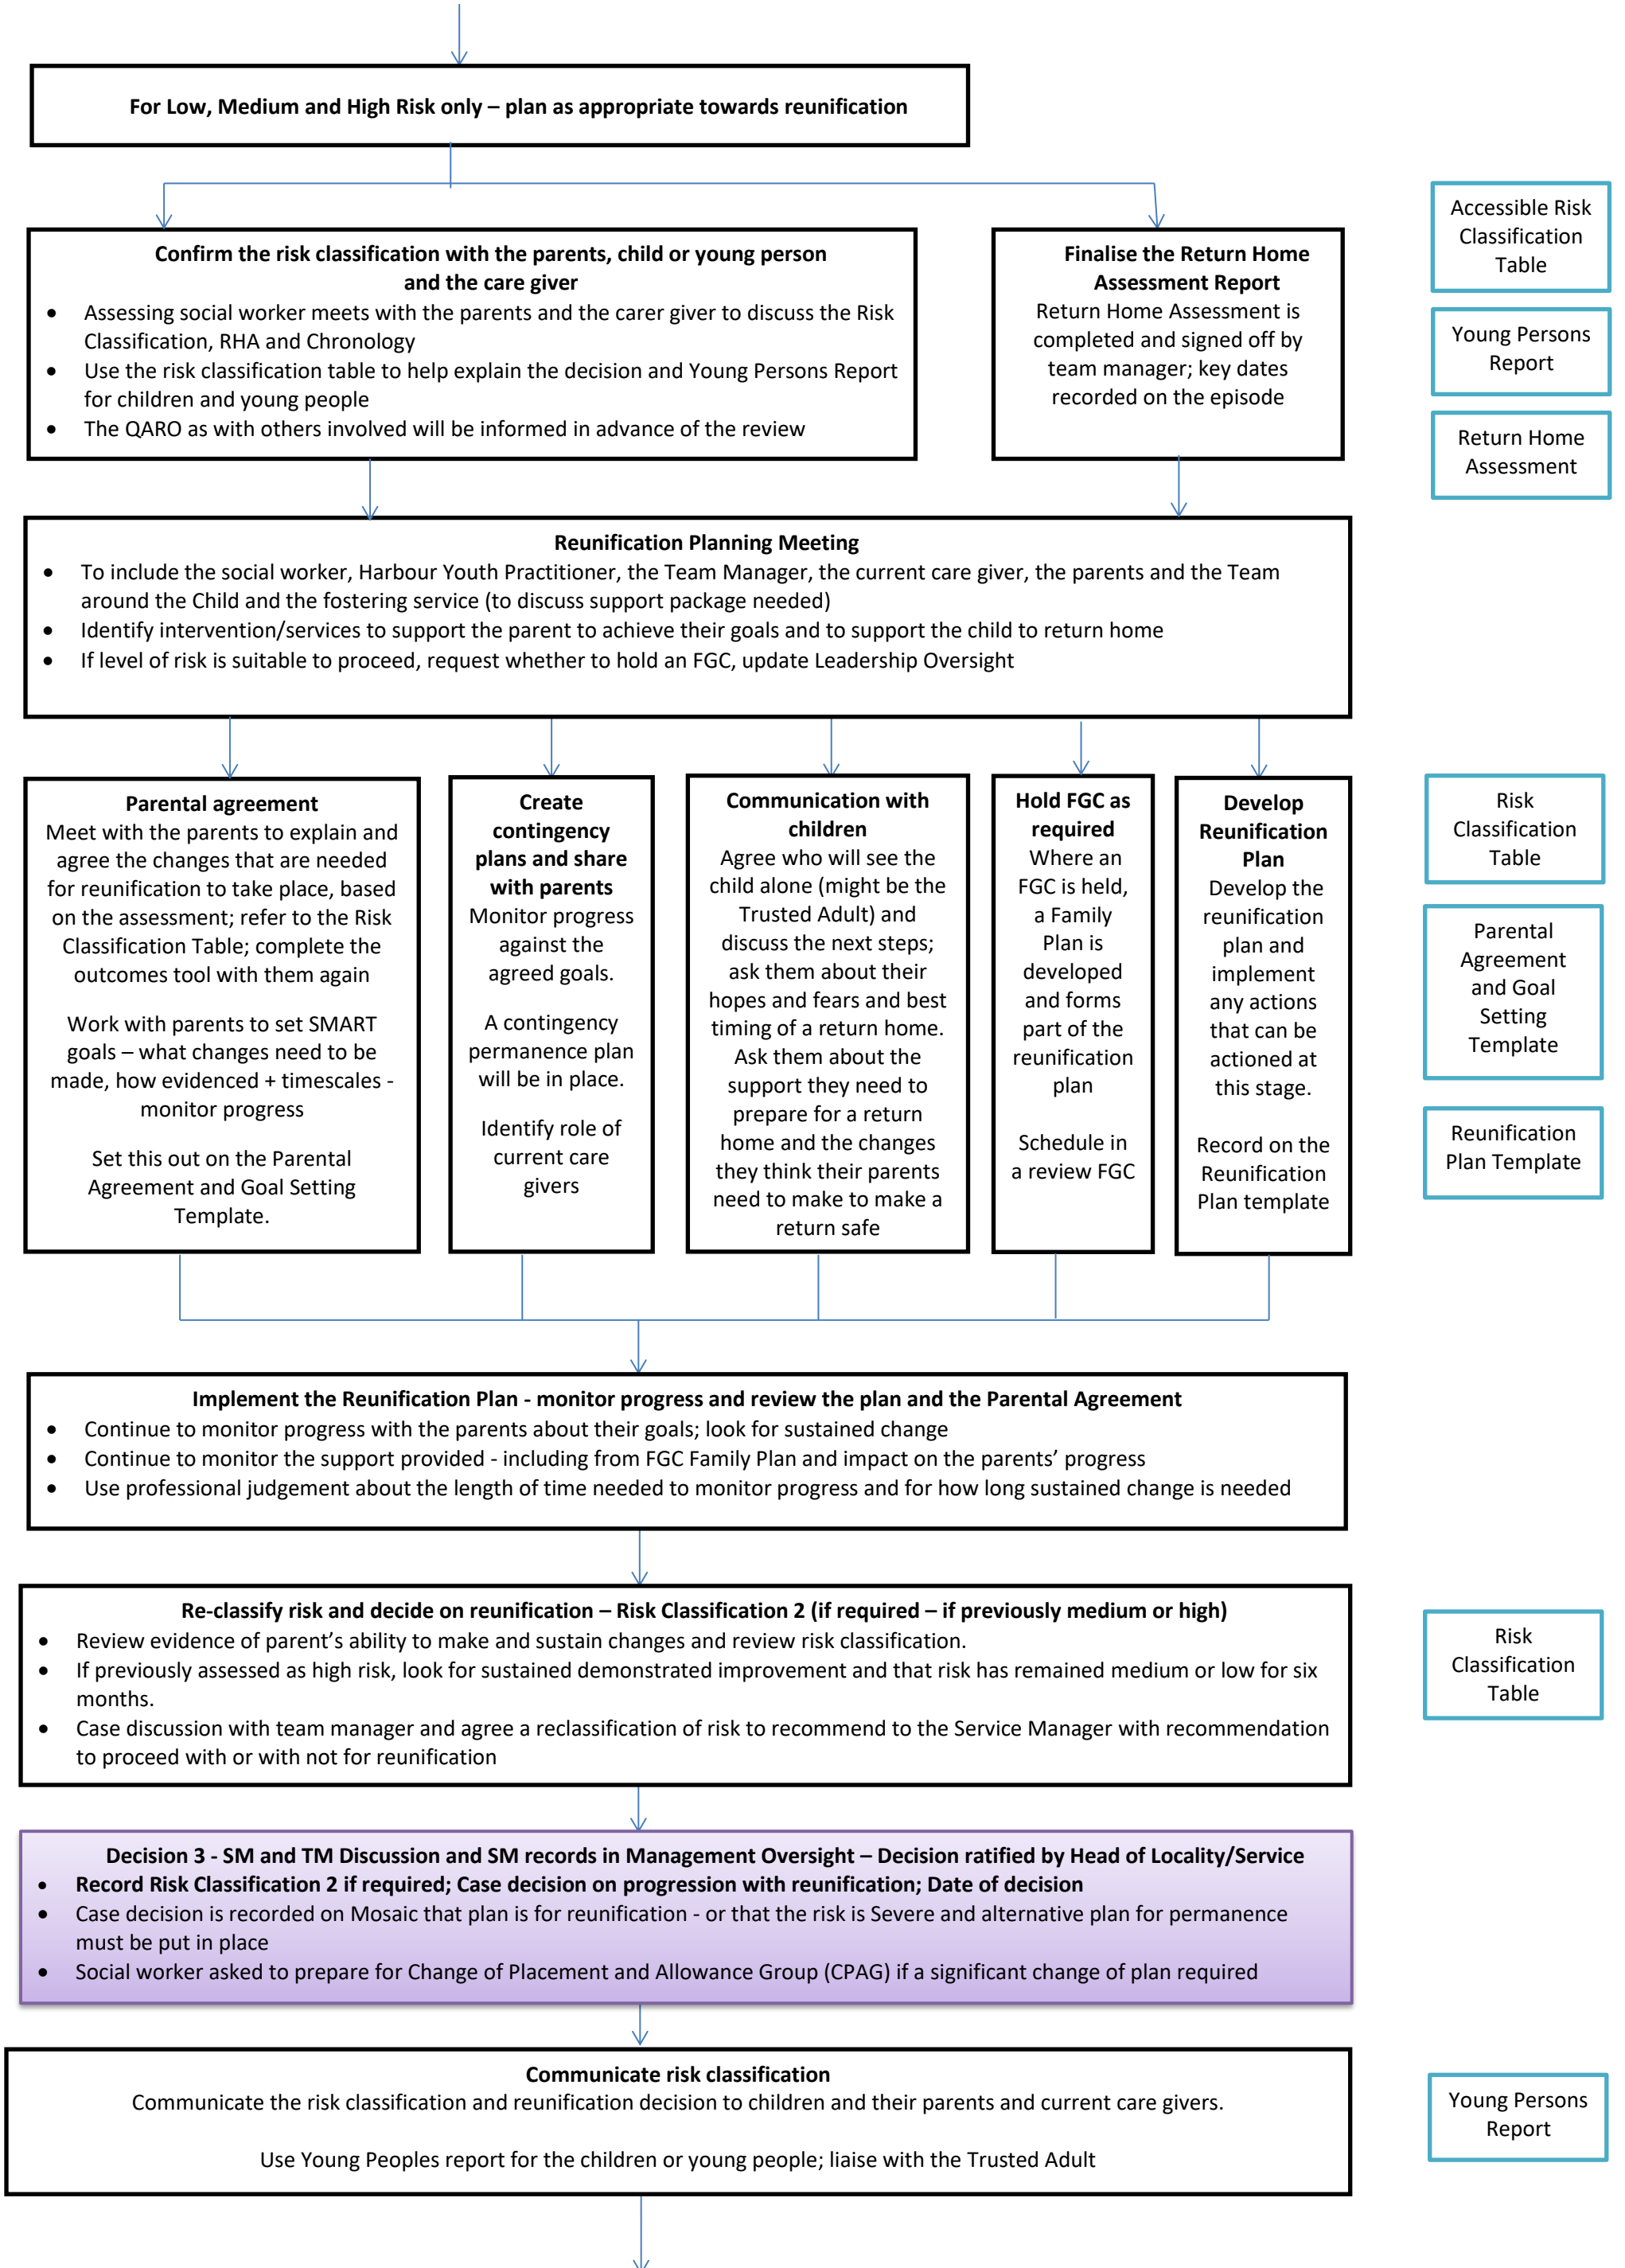 For Low, Medium and High Risk only – plan as appropriate towards reunification
Confirm the risk classification with the parents, child or young person
and the care giver
• Assessing social worker meets with the parents and the carer giver to discuss the Risk
Classification, RHA and Chronology
• Use the risk classification table to help explain the decision and Young Persons Report
for children and young people
• The QARO as with others involved will be informed in advance of the review
Finalise the Return Home
Assessment Report
Return Home Assessment is
completed and signed off by
team manager; key dates
recorded on the episode
Accessible Risk
Classification
Table
Young Persons
Report
Return Home
Assessment
Reunification Planning Meeting
• To include the social worker, Harbour Youth Practitioner, the Team Manager, the current care giver, the parents and the Team
around the Child and the fostering service (to discuss support package needed)
• Identify intervention/services to support the parent to achieve their goals and to support the child to return home
• If level of risk is suitable to proceed, request whether to hold an FGC, update Leadership Oversight
Parental agreement
Meet with the parents to explain and
agree the changes that are needed
for reunification to take place, based
on the assessment; refer to the Risk
Classification Table; complete the
outcomes tool with them again
Work with parents to set SMART
goals – what changes need to be
made, how evidenced + timescales -
monitor progress
Set this out on the Parental
Agreement and Goal Setting
Template.
Create
contingency
plans and share
with parents
Monitor progress
against the
agreed goals.
A contingency
permanence plan
will be in place.
Identify role of
current care
givers
Communication with
children
Agree who will see the
child alone (might be the
Trusted Adult) and
discuss the next steps;
ask them about their
hopes and fears and best
timing of a return home.
Ask them about the
support they need to
prepare for a return
home and the changes
they think their parents
need to make to make a
return safe
Hold FGC as
required
Where an
FGC is held,
a Family
Plan is
developed
and forms
part of the
reunification
plan
Schedule in
a review FGC
Develop
Reunification
Plan
Develop the
reunification
plan and
implement
any actions
that can be
actioned at
this stage.
Record on the
Reunification
Plan template
Risk
Classification
Table
Parental
Agreement
and Goal
Setting
Template
Reunification
Plan Template
Implement the Reunification Plan - monitor progress and review the plan and the Parental Agreement
• Continue to monitor progress with the parents about their goals; look for sustained change
• Continue to monitor the support provided - including from FGC Family Plan and impact on the parents’ progress
• Use professional judgement about the length of time needed to monitor progress and for how long sustained change is needed
Re-classify risk and decide on reunification – Risk Classification 2 (if required – if previously medium or high)
• Review evidence of parent’s ability to make and sustain changes and review risk classification.
• If previously assessed as high risk, look for sustained demonstrated improvement and that risk has remained medium or low for six
months.
• Case discussion with team manager and agree a reclassification of risk to recommend to the Service Manager with recommendation
to proceed with or with not for reunification
Risk
Classification
Table
Decision 3 - SM and TM Discussion and SM records in Management Oversight – Decision ratified by Head of Locality/Service
• Record Risk Classification 2 if required; Case decision on progression with reunification; Date of decision
• Case decision is recorded on Mosaic that plan is for reunification - or that the risk is Severe and alternative plan for permanence
must be put in place
• Social worker asked to prepare for Change of Placement and Allowance Group (CPAG) if a significant change of plan required
Communicate risk classification
Communicate the risk classification and reunification decision to children and their parents and current care givers.
Use Young Peoples report for the children or young people; liaise with the Trusted Adult
Young Persons
Report